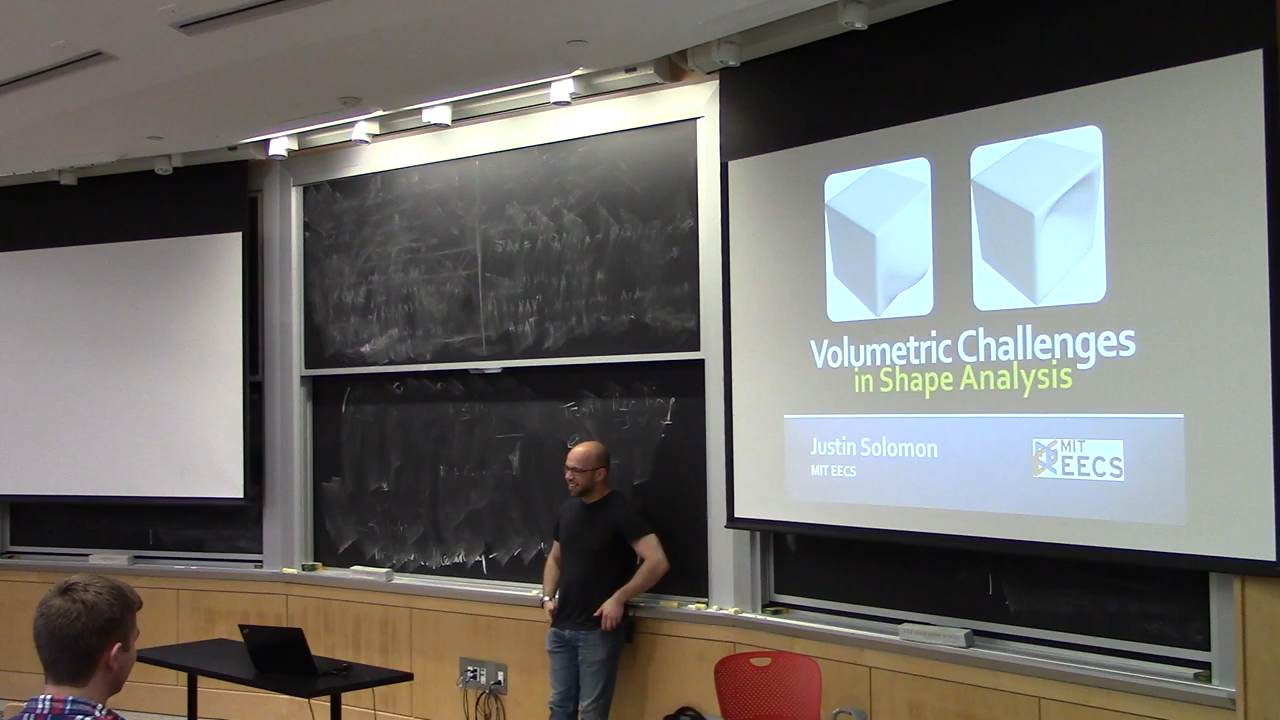 Volumetric Challenges
in Shape Analysis
Justin Solomon
MIT EECS
MIT
EECS